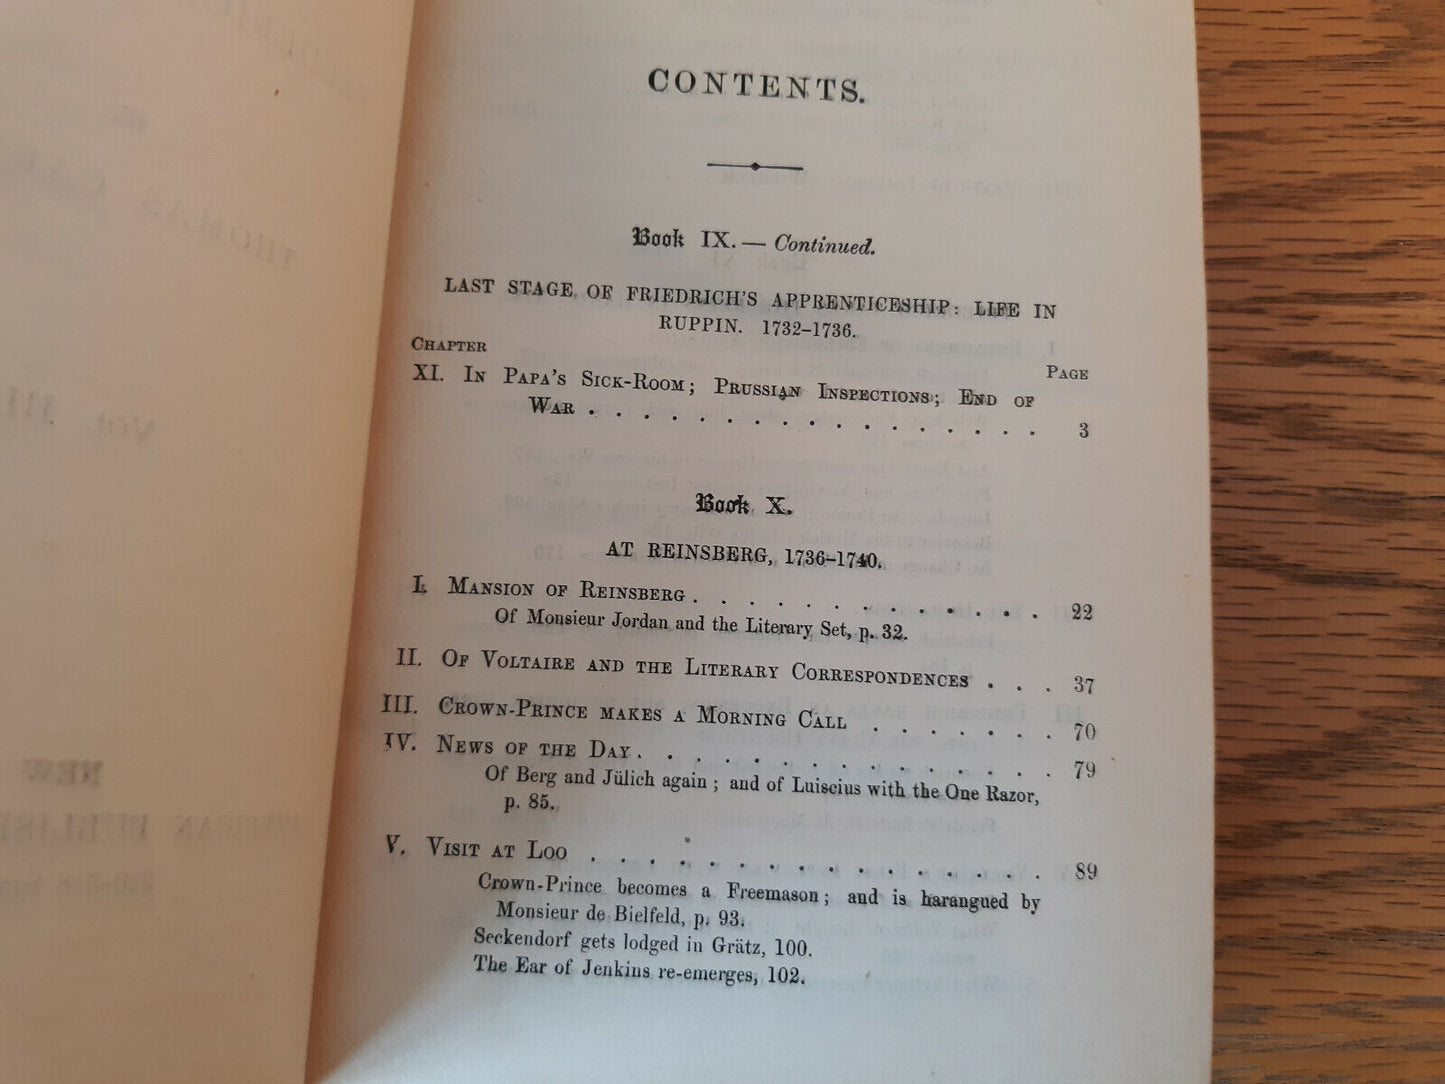 CONTENTS.
Book IX. — Continued.
LAST STAGE OF FRIEDRICH'S APPRENTICESHIP: LIFE IN
RUPPIN. 1732–1736.
CHAPTER PAGE
XI. IN PAPA'S SICK-ROOM; PRUSSIAN INSPECTIONS; END OF
WAR . . . . . . . . . . . . . . . . . 3
Book X.
AT REINSBERG, 1736–1740.
I. MANSION OF REINSBERG . . . . . . . . . . . . . 22
Of Monsieur Jordan and the Literary Set, p. 32.
II. OF VOLTAIRE AND THE LITERARY CORRESPONDENCES . . . 37
III. CROWN-PRINCE MAKES A MORNING CALL . . . . . . . 70
IV. NEWS OF THE DAY . . . . . . . . . . . . . . . 79
Of Berg and Jülich again; and of Luiscius with the One Razor,
p. 85.
V. VISIT AT LOO . . . . . . . . . . . . . . . . 89
Crown-Prince becomes a Freemason; and is harangued by
Monsieur de Bielfeld, p. 93.
Seckendorf gets lodged in Grätz, 100.
The Ear of Jenkins re-emerges, 102.